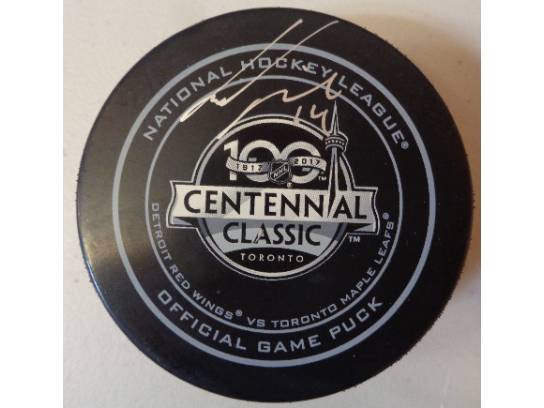 NATIONAL HOCKEY LEAGUE®
14
100
1917 NHL 2017
™
CENTENNIAL
CLASSIC™
TORONTO
DETROIT RED WINGS® VS TORONTO MAPLE LEAFS®
OFFICIAL GAME PUCK